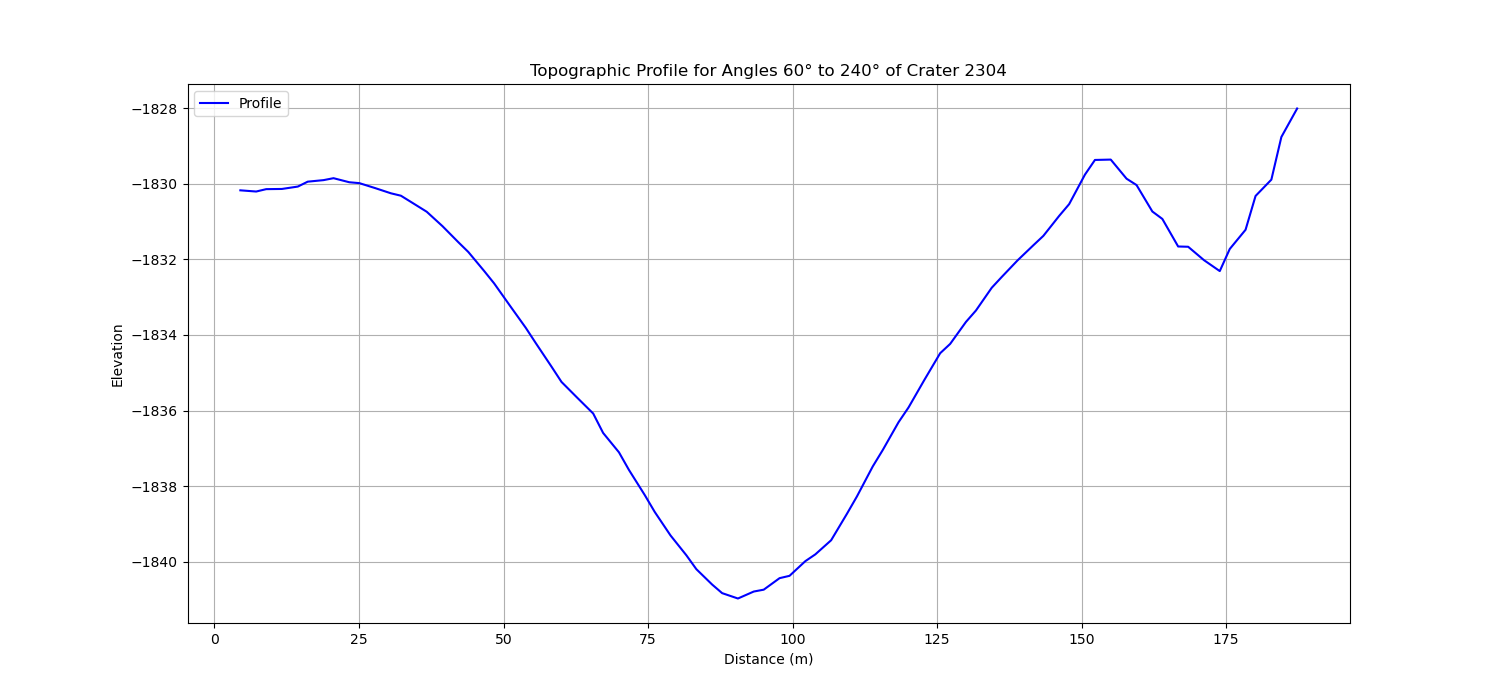 Topographic Profile for Angles 60° to 240° of Crater 2304
Profile
−1828
−1830
−1832
−1834
−1836
−1838
−1840
Elevation
0 25 50 75 100 125 150 175
Distance (m)